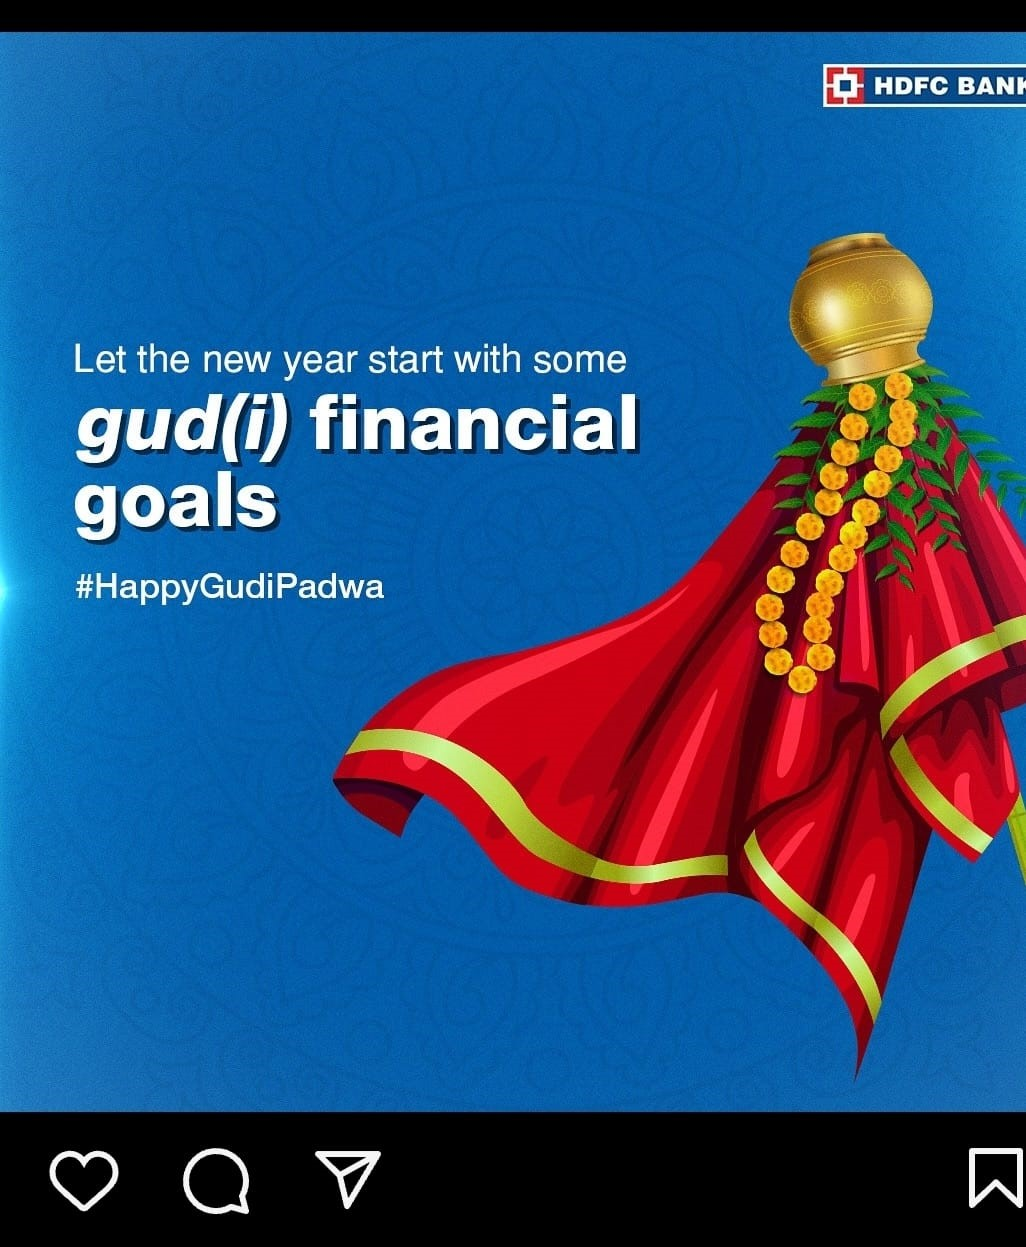 HDFC BANK
Let the new year start with some
gud(i) financial
goals
#HappyGudiPadwa